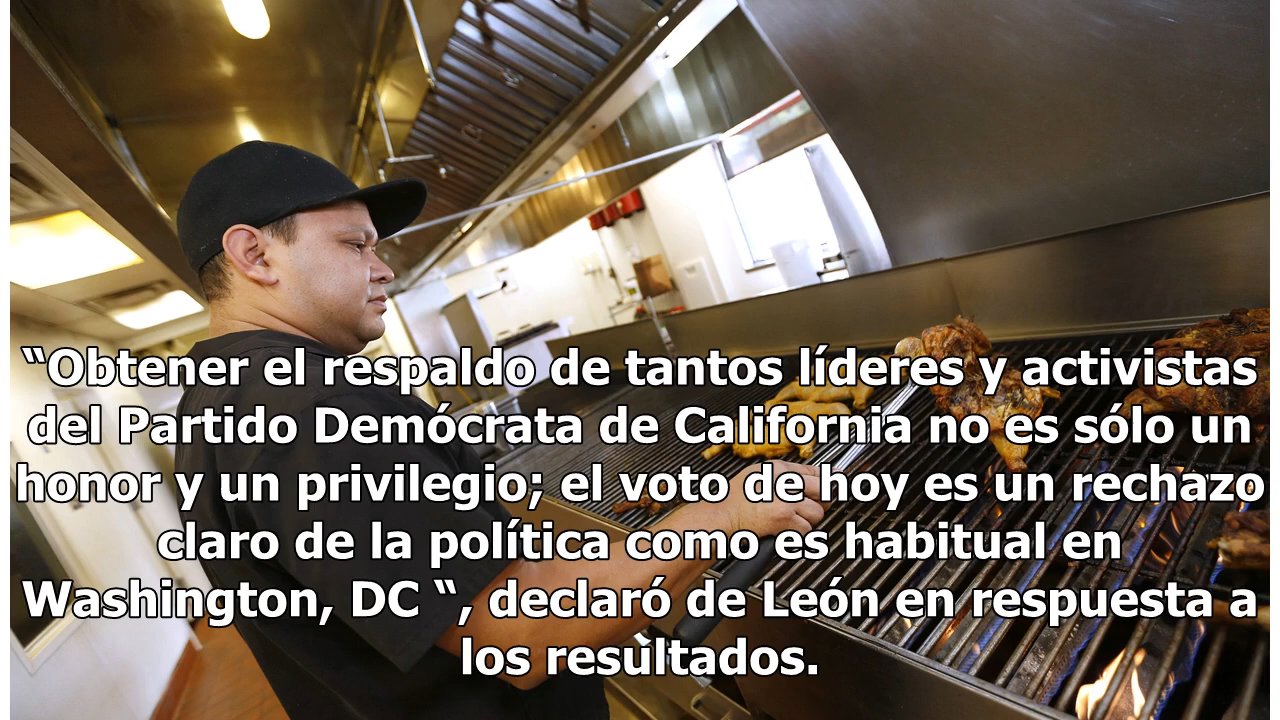 “Obtener el respaldo de tantos líderes y activistas
del Partido Demócrata de California no es sólo un
honor y un privilegio; el voto de hoy es un rechazo
claro de la política como es habitual en
Washington, DC “, declaró de León en respuesta a
los resultados.